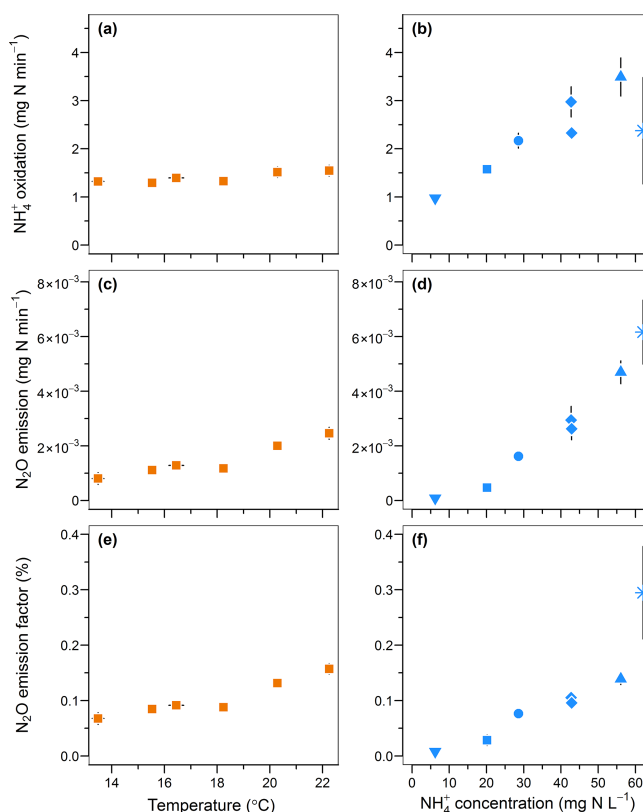 (a) (b)
NH₄⁺ oxidation (mg N min⁻¹)
4 4
3 3
2 2
1 1
0 0
(c) (d)
N₂O emission (mg N min⁻¹)
8×10⁻³ 8×10⁻³
6×10⁻³ 6×10⁻³
4×10⁻³ 4×10⁻³
2×10⁻³ 2×10⁻³
0 0
(e) (f)
N₂O emission factor (%)
0.4 0.4
0.3 0.3
0.2 0.2
0.1 0.1
0.0 0.0
14 16 18 20 22 0 10 20 30 40 50 60
Temperature (°C) NH₄⁺ concentration (mg N L⁻¹)